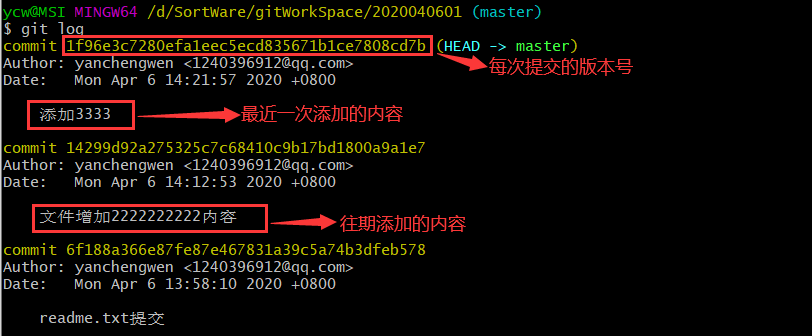 ycw@MSI MINGW64 /d/SortWare/gitWorkSpace/2020040601 (master)
$ git log
commit 1f96e3c7280efa1eec5ecd835671b1ce7808cd7b (HEAD -> master)
Author: yanchengwen <1240396912@qq.com>
每次提交的版本号
Date:   Mon Apr 6 14:21:57 2020 +0800
添加3333
最近一次添加的内容
commit 14299d92a275325c7c68410c9b17bd1800a9a1e7
Author: yanchengwen <1240396912@qq.com>
Date:   Mon Apr 6 14:12:53 2020 +0800
文件增加2222222222内容
往期添加的内容
commit 6f188a366e87fe87e467831a39c5a74b3dfeb578
Author: yanchengwen <1240396912@qq.com>
Date:   Mon Apr 6 13:58:10 2020 +0800
readme.txt提交